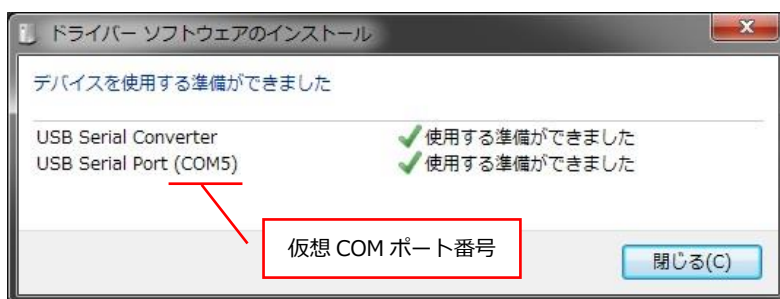 ドライバー ソフトウェアのインストール
デバイスを使用する準備ができました
USB Serial Converter 使用する準備ができました
USB Serial Port (COM5) 使用する準備ができました
仮想 COM ポート番号
閉じる(C)